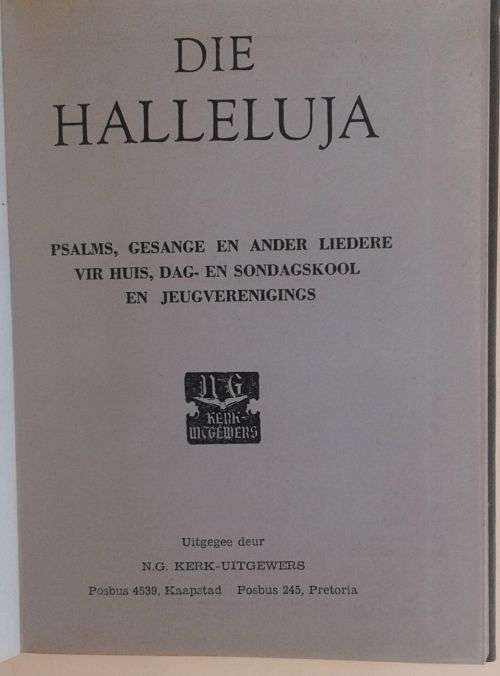 DIE
HALLELUJA
PSALMS, GESANGE EN ANDER LIEDERE
VIR HUIS, DAG- EN SONDAGSKOOL
EN JEUGVERENIGINGS
N G
KERK-
UITGEWERS
Uitgegee deur
N.G. KERK-UITGEWERS
Posbus 4539, Kaapstad Posbus 245, Pretoria